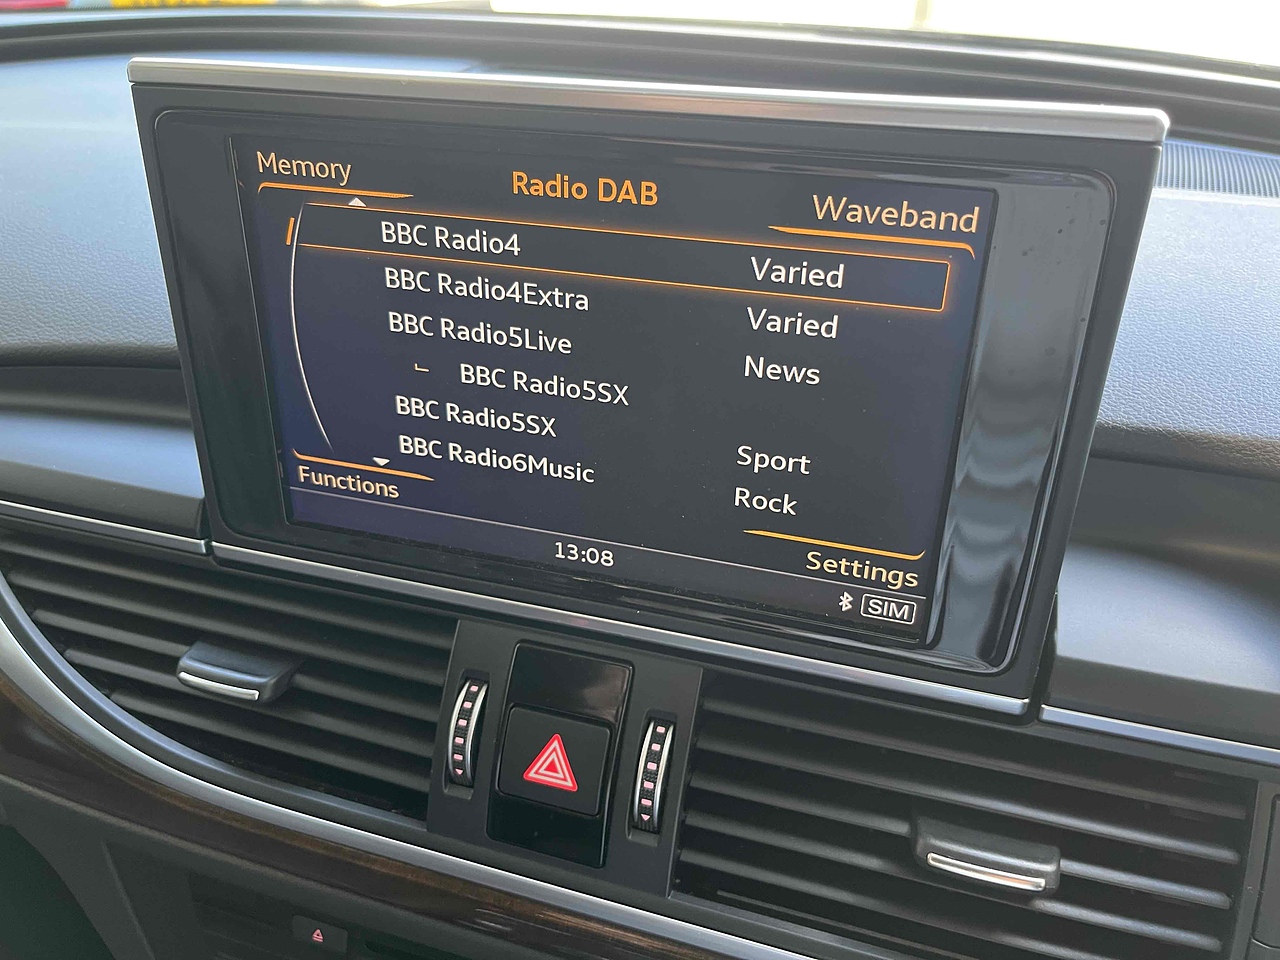 Memory
Radio DAB
Waveband
BBC Radio4 Varied
BBC Radio4Extra Varied
BBC Radio5Live News
BBC Radio5SX
BBC Radio5SX Sport
BBC Radio6Music Rock
Functions
13:08
Settings
SIM